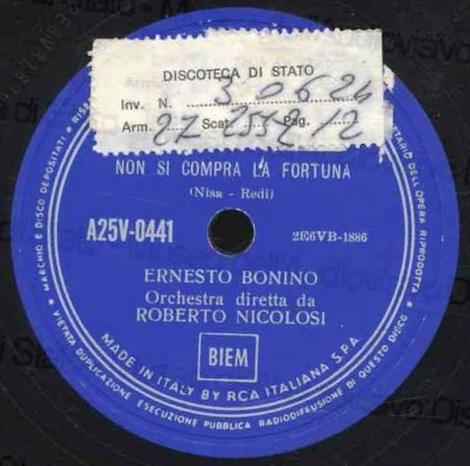 DISCOTECA DI STATO
Inv. N.
Arm. 27 Scat. Pag. 12
NON SI COMPRA LA FORTUNA
(Nisa - Redi)
A25V-0441
2E6VB-1886
ERNESTO BONINO
Orchestra diretta da
ROBERTO NICOLOSI
BIEM
MADE IN ITALY BY RCA ITALIANA S.P.A.
MARCHIO E DISCO DEPOSITATI
DELL'OPERA RIPRODOTTA
VIETATA DUPLICAZIONE ESECUZIONE PUBBLICA RADIODIFFUSIONE DI QUESTO DISCO